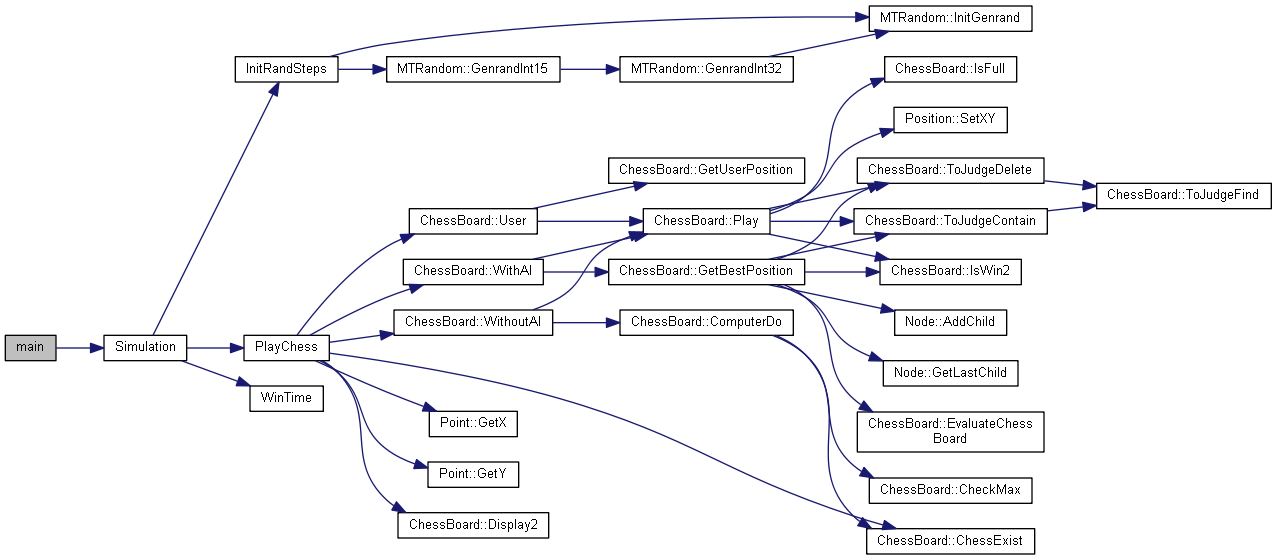 MTRandom::InitGenrand
InitRandSteps
MTRandom::GenrandInt15
MTRandom::GenrandInt32
ChessBoard::IsFull
Position::SetXY
ChessBoard::GetUserPosition
ChessBoard::ToJudgeDelete
ChessBoard::ToJudgeFind
ChessBoard::User
ChessBoard::Play
ChessBoard::ToJudgeContain
ChessBoard::WithAI
ChessBoard::GetBestPosition
ChessBoard::IsWin2
ChessBoard::WithoutAI
ChessBoard::ComputerDo
Node::AddChild
main
Simulation
PlayChess
Node::GetLastChild
WinTime
Point::GetX
ChessBoard::EvaluateChess
Board
Point::GetY
ChessBoard::CheckMax
ChessBoard::Display2
ChessBoard::ChessExist